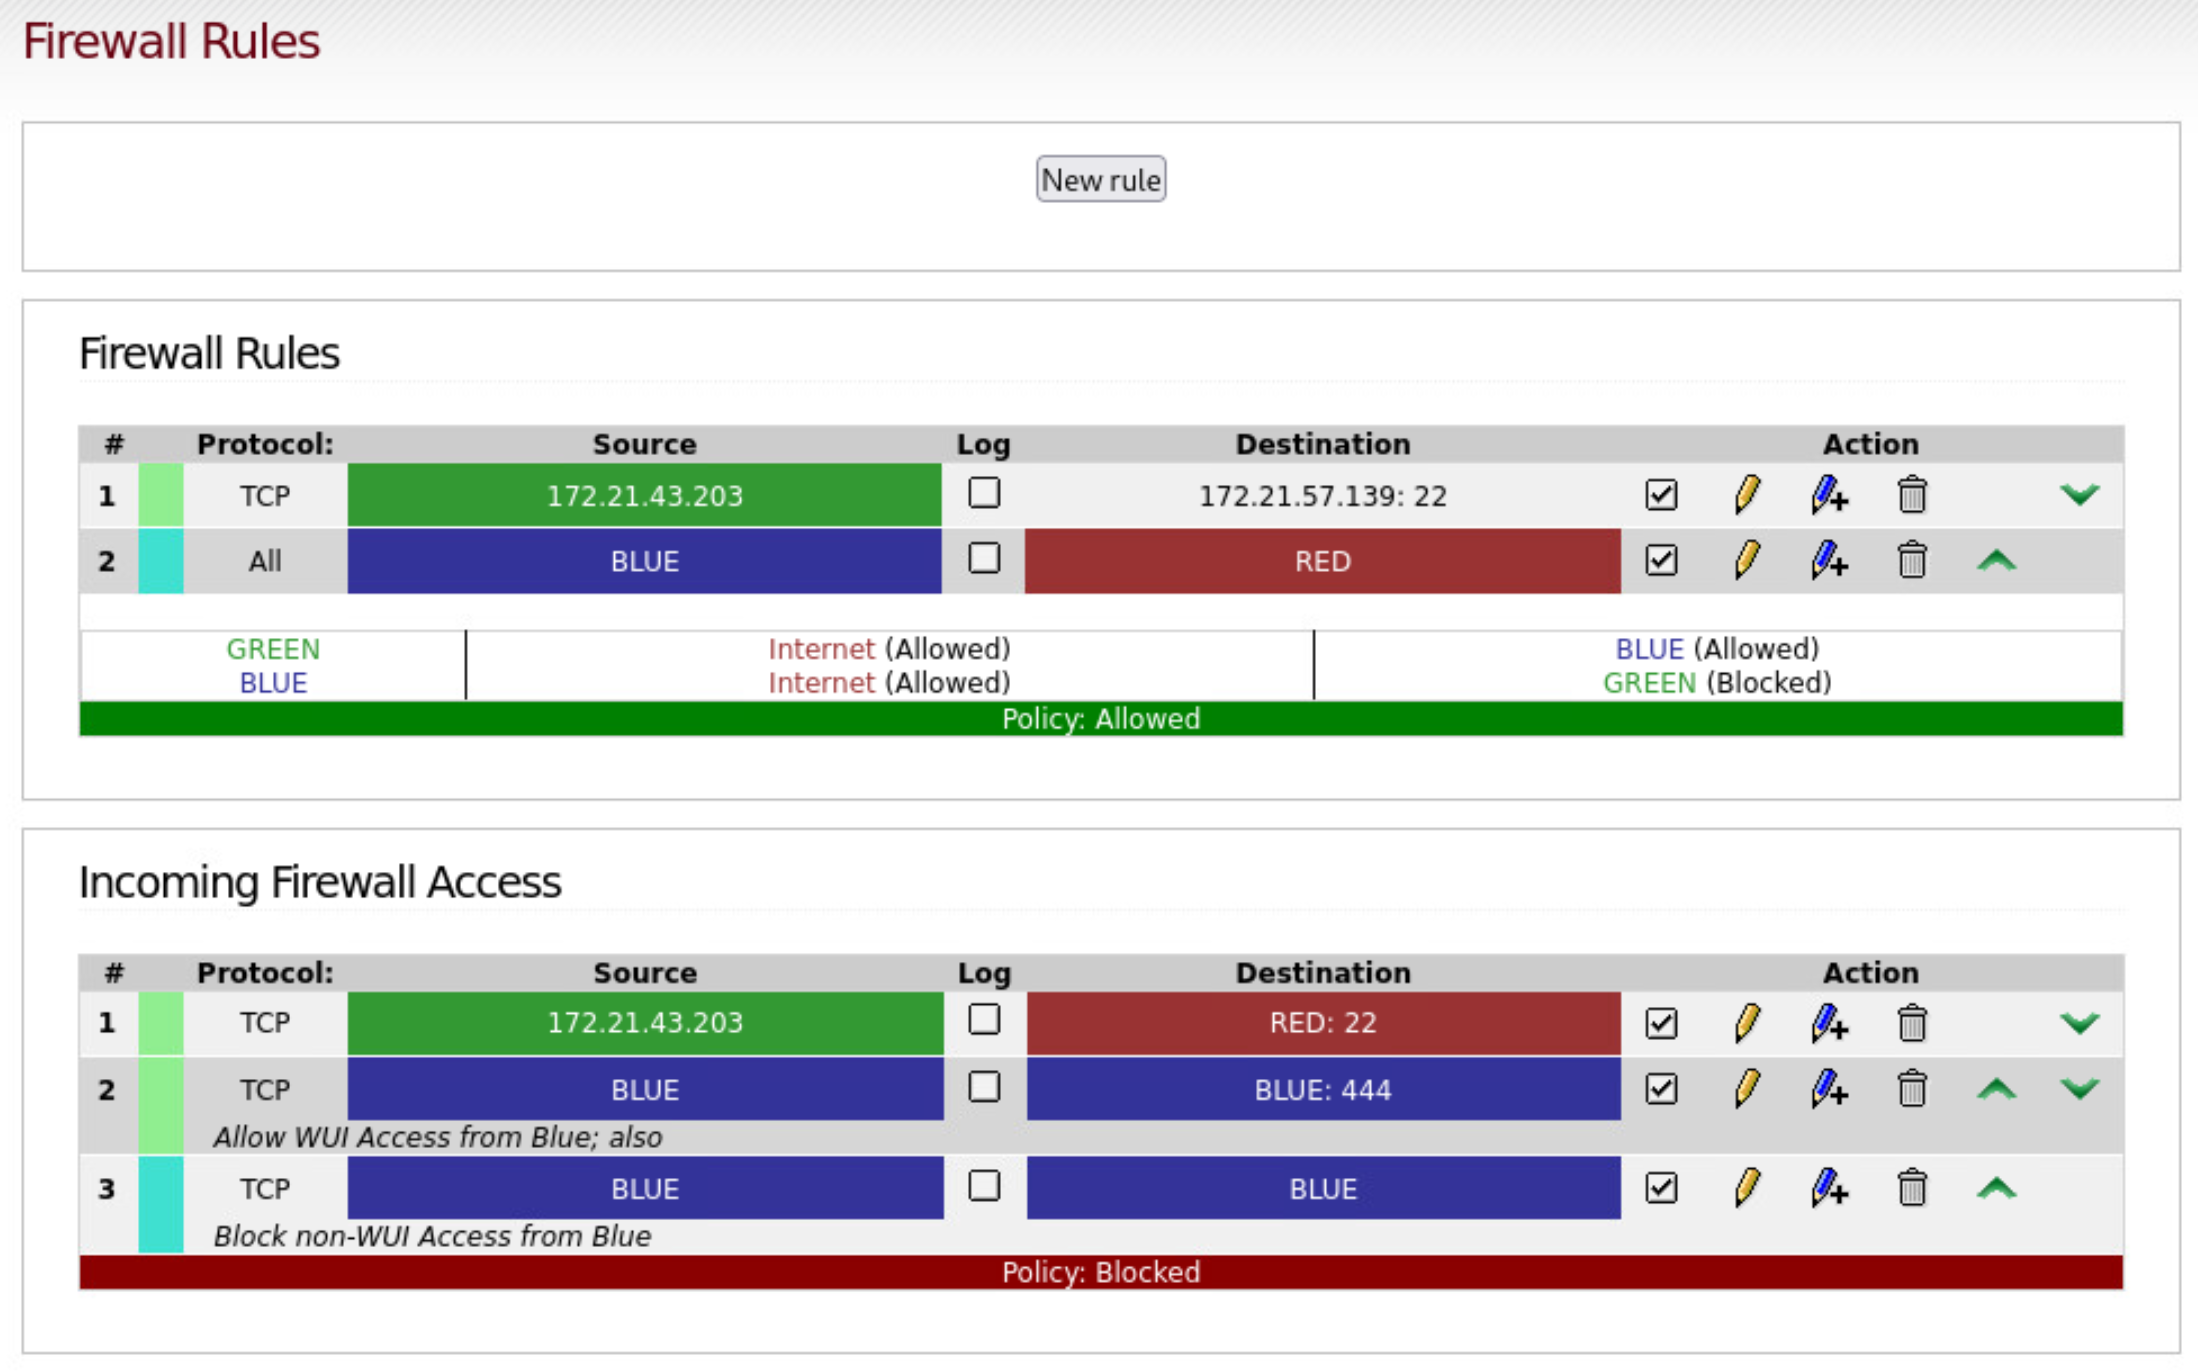 Firewall Rules
New rule
Firewall Rules
# Protocol: Source Log Destination Action
1 TCP 172.21.43.203 172.21.57.139: 22
2 All BLUE RED
GREEN Internet (Allowed) BLUE (Allowed)
BLUE Internet (Allowed) GREEN (Blocked)
Policy: Allowed
Incoming Firewall Access
# Protocol: Source Log Destination Action
1 TCP 172.21.43.203 RED: 22
2 TCP BLUE BLUE: 444
Allow WUI Access from Blue; also
3 TCP BLUE BLUE
Block non-WUI Access from Blue
Policy: Blocked